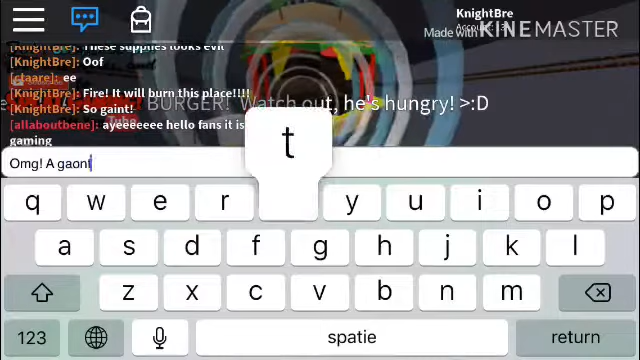 KnightBre
Made with KINEMASTER
[KnightBre]: These supplies looks evil
[KnightBre]: Oof
[ctaare]: ee
[KnightBre]: Fire! It will burn this place!!!!
BURGER! Watch out, he's hungry! >:D
[KnightBre]: So gaint!
[allaboutbene]: ayeeeeee hello fans it is
gaming
Omg! A gaont
t
q w e r y u i o p
a s d f g h j k l
z x c v b n m
123 spatie return